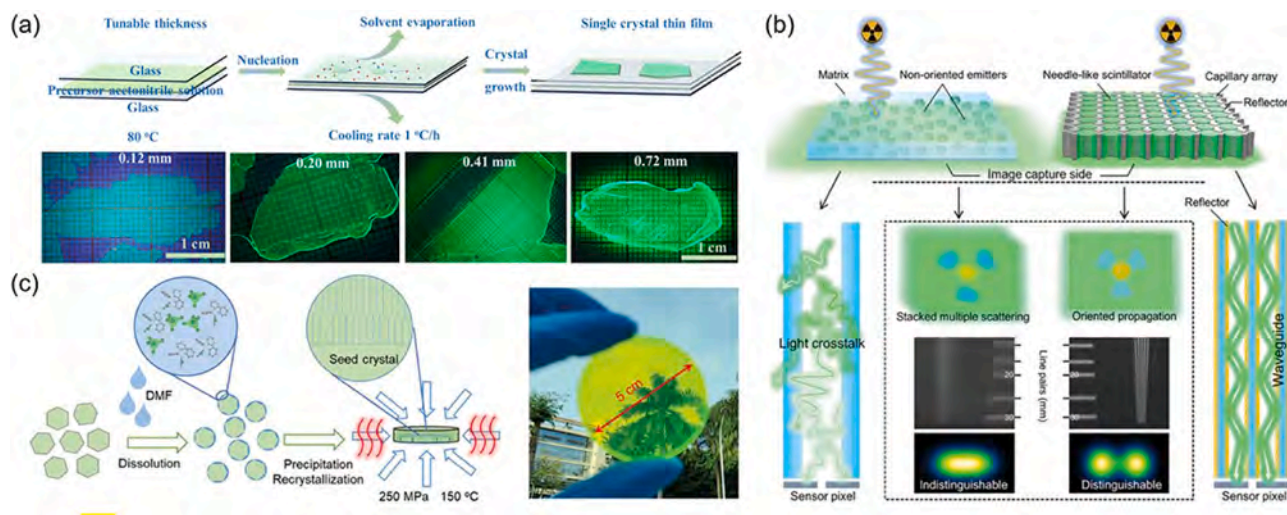 (a)
Tunable thickness
Solvent evaporation
Single crystal thin film
Nucleation
Crystal
growth
Glass
Precursor acetonitrile solution
Glass
80 °C
Cooling rate 1 °C/h
0.12 mm
0.20 mm
0.41 mm
0.72 mm
1 cm
1 cm
(b)
Matrix
Non-oriented emitters
Needle-like scintillator
Capillary array
Reflector
Image capture side
Reflector
Stacked multiple scattering
Oriented propagation
Light crosstalk
Waveguide
Line pairs (mm)
20
20
Indistinguishable
Distinguishable
Sensor pixel
Sensor pixel
(c)
Seed crystal
DMF
Dissolution
Precipitation
Recrystallization
250 MPa
150 °C
5 cm